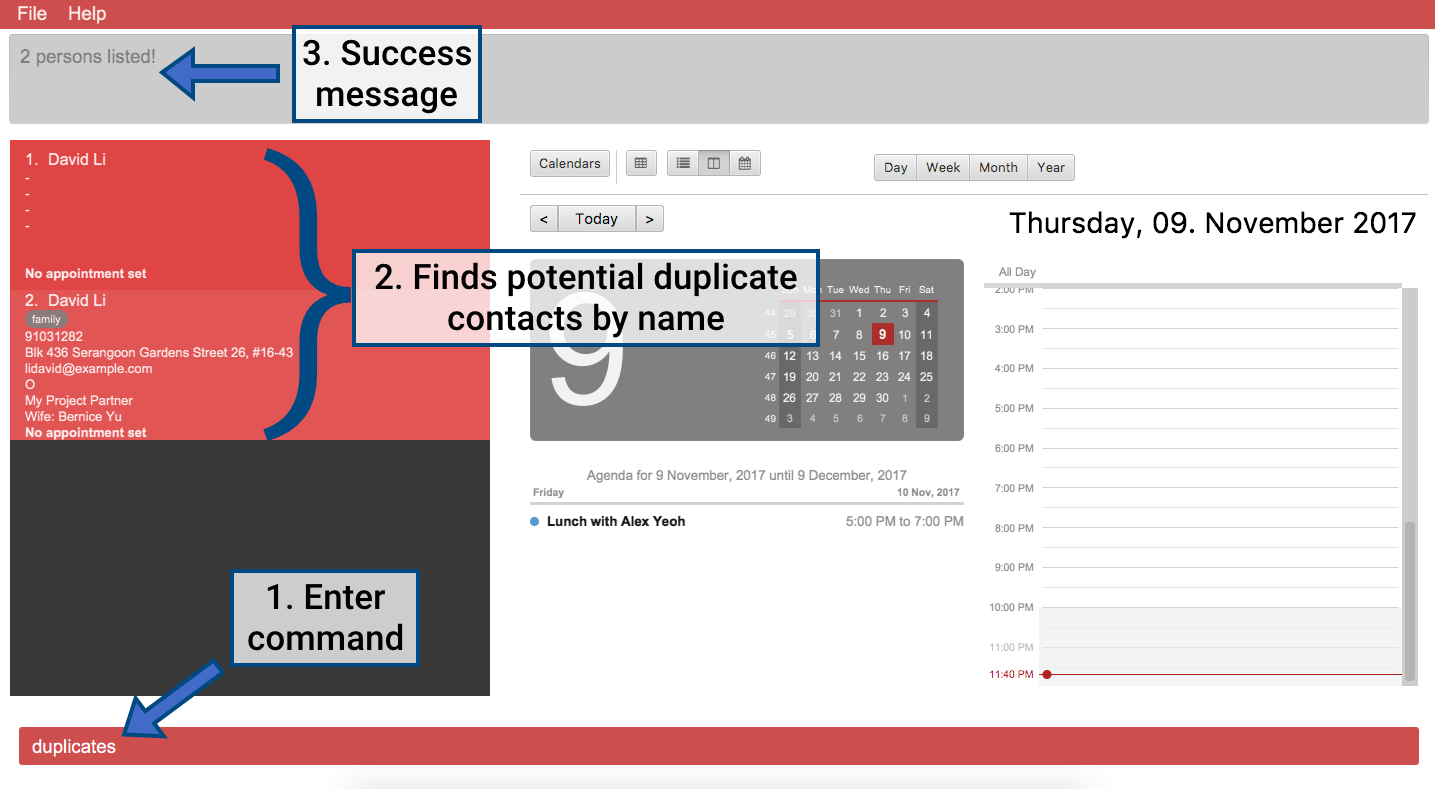 File Help
2 persons listed!
3. Success
message
1. David Li
-
-
-
-
No appointment set
2. David Li
family
91031282
Blk 436 Serangoon Gardens Street 26, #16-43
lidavid@example.com
O
My Project Partner
Wife: Bernice Yu
No appointment set
2. Finds potential duplicate
contacts by name
1. Enter
command
duplicates
Calendars
Day Week Month Year
< Today >
Thursday, 09. November 2017
9
Sun Mon Tue Wed Thu Fri Sat
44 29 30 31 1 2 3 4
45 5 6 7 8 9 10 11
46 12 13 14 15 16 17 18
47 19 20 21 22 23 24 25
48 26 27 28 29 30 1 2
49 3 4 5 6 7 8 9
Agenda for 9 November, 2017 until 9 December, 2017
Friday 10 Nov, 2017
Lunch with Alex Yeoh 5:00 PM to 7:00 PM
All Day
2:00 PM
3:00 PM
4:00 PM
5:00 PM
6:00 PM
7:00 PM
8:00 PM
9:00 PM
10:00 PM
11:00 PM
11:40 PM